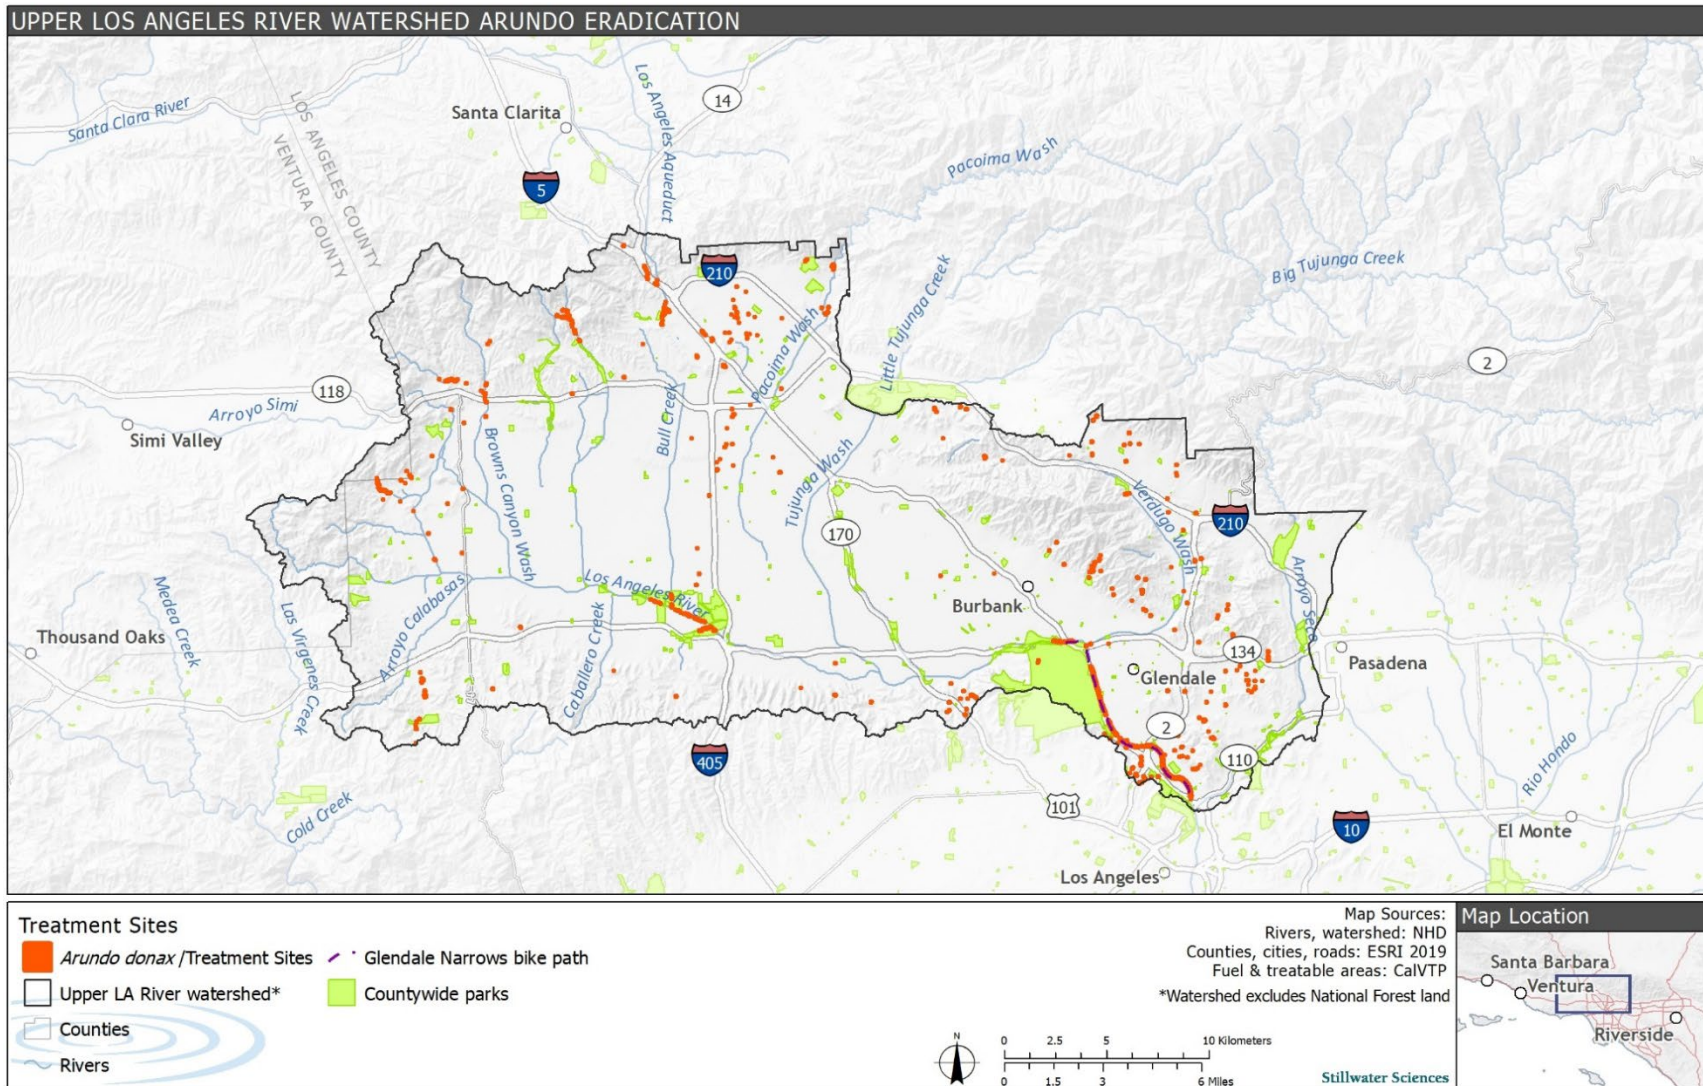 UPPER LOS ANGELES RIVER WATERSHED ARUNDO ERADICATION
Santa Clara River
LOS ANGELES COUNTY
VENTURA COUNTY
Santa Clarita
Los Angeles Aqueduct
14
5
Pacoima Wash
210
Little Tujunga Creek
Big Tujunga Creek
2
118
Arroyo Simi
Simi Valley
Browns Canyon Wash
Bull Creek
Pacoima Wash
Tujunga Wash
170
Verdugo Wash
210
Arroyo Seco
Medea Creek
Las Virgenes Creek
Arroyo Calabasas
Los Angeles River
Caballero Creek
Burbank
Thousand Oaks
134
Pasadena
Glendale
2
110
405
101
Cold Creek
Rio Hondo
10
El Monte
Los Angeles
Treatment Sites
Arundo donax /Treatment Sites
Glendale Narrows bike path
Upper LA River watershed*
Countywide parks
Counties
Rivers
Map Sources:
Rivers, watershed: NHD
Counties, cities, roads: ESRI 2019
Fuel & treatable areas: CalVTP
*Watershed excludes National Forest land
N
0 2.5 5 10 Kilometers
0 1.5 3 6 Miles
Stillwater Sciences
Map Location
Santa Barbara
Ventura
Riverside